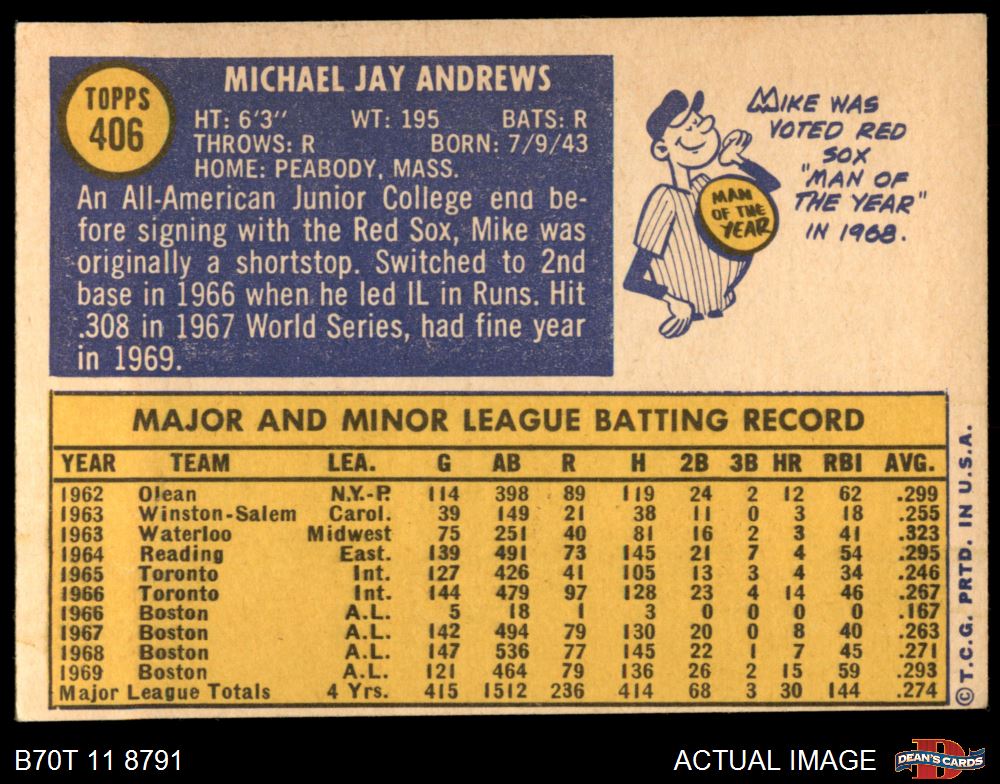 TOPPS
406
MICHAEL JAY ANDREWS
HT: 6'3" WT: 195 BATS: R
THROWS: R BORN: 7/9/43
HOME: PEABODY, MASS.
An All-American Junior College end be-
fore signing with the Red Sox, Mike was
originally a shortstop. Switched to 2nd
base in 1966 when he led IL in Runs. Hit
.308 in 1967 World Series, had fine year
in 1969.
MAN
OF THE
YEAR
MIKE WAS
VOTED RED
SOX
"MAN OF
THE YEAR"
IN 1968.
MAJOR AND MINOR LEAGUE BATTING RECORD
YEAR TEAM LEA. G AB R H 2B 3B HR RBI AVG.
1962 Olean N.Y.-P. 114 398 89 119 24 2 12 62 .299
1963 Winston-Salem Carol. 39 149 21 38 11 0 3 18 .255
1963 Waterloo Midwest 75 251 40 81 16 2 3 41 .323
1964 Reading East. 139 491 73 145 21 7 4 54 .295
1965 Toronto Int. 127 426 41 105 13 3 4 34 .246
1966 Toronto Int. 144 479 97 128 23 4 14 46 .267
1966 Boston A.L. 5 18 1 3 0 0 0 0 .167
1967 Boston A.L. 142 494 79 130 20 0 8 40 .263
1968 Boston A.L. 147 536 77 145 22 1 7 45 .271
1969 Boston A.L. 121 464 79 136 26 2 15 59 .293
Major League Totals 4 Yrs. 415 1512 236 414 68 3 30 144 .274
© T.C.G. PRTD. IN U.S.A.
B70T 11 8791
ACTUAL IMAGE
D
DEAN'S CARDS